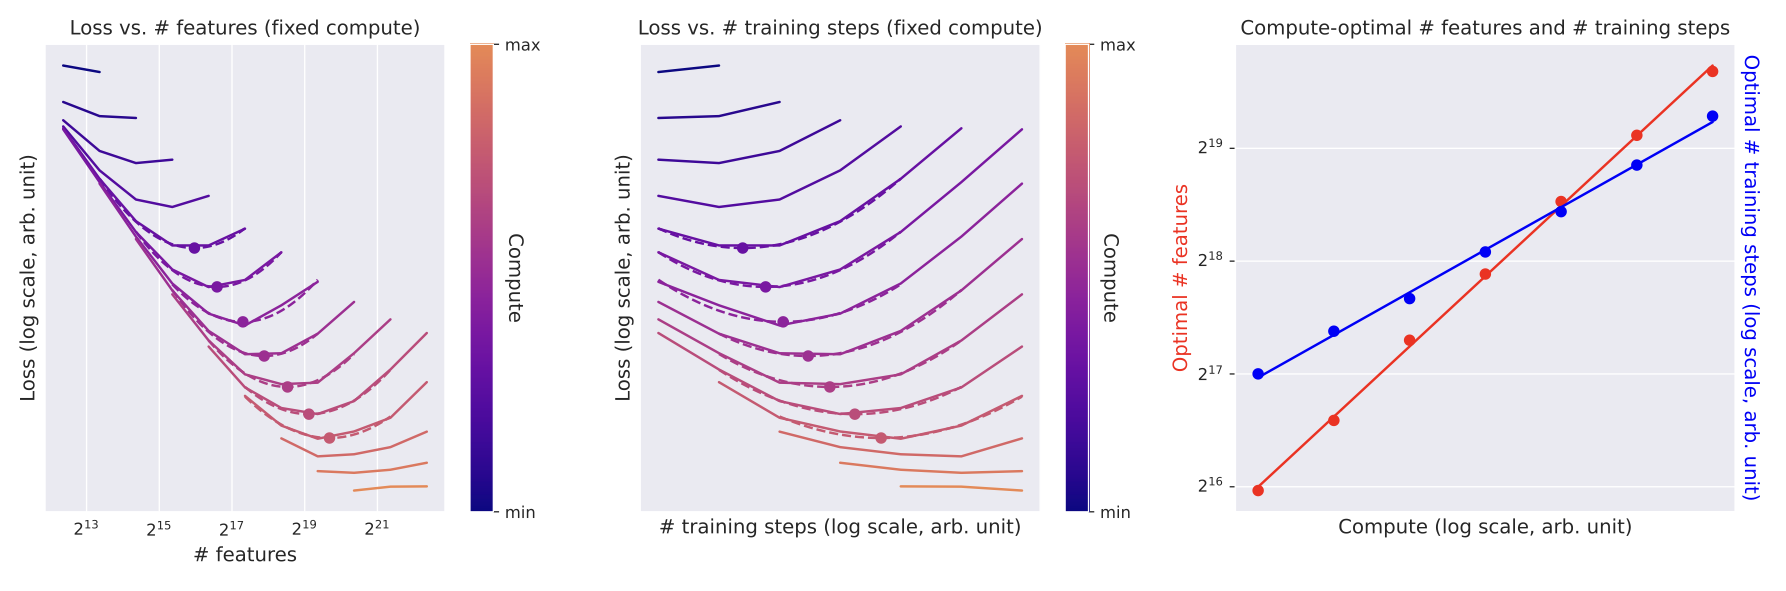 Loss vs. # features (fixed compute)
Loss (log scale, arb. unit)
2^13
2^15
2^17
2^19
2^21
# features
max
Compute
min
Loss vs. # training steps (fixed compute)
Loss (log scale, arb. unit)
# training steps (log scale, arb. unit)
max
Compute
min
Compute-optimal # features and # training steps
Optimal # features
2^19
2^18
2^17
2^16
Compute (log scale, arb. unit)
Optimal # training steps (log scale, arb. unit)